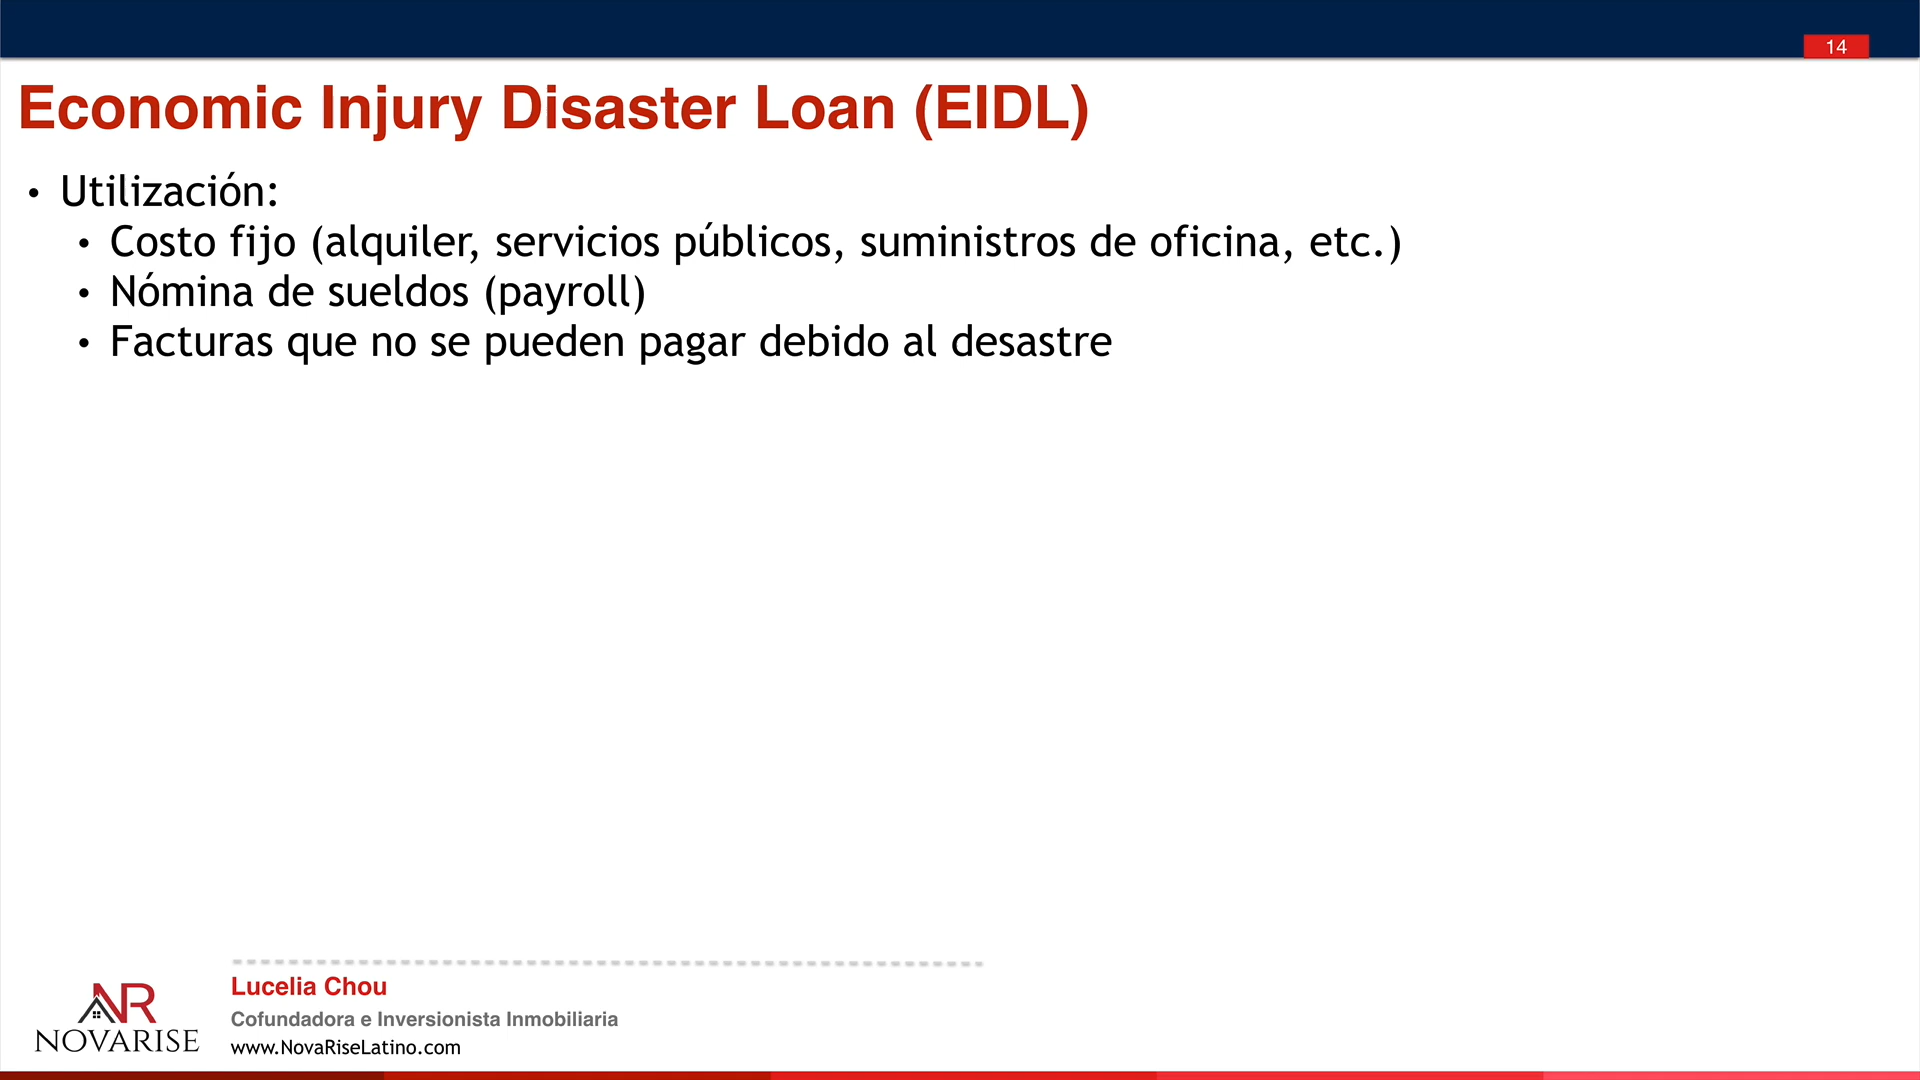 14
Economic Injury Disaster Loan (EIDL)
• Utilización:
• Costo fijo (alquiler, servicios públicos, suministros de oficina, etc.)
• Nómina de sueldos (payroll)
• Facturas que no se pueden pagar debido al desastre
Lucelia Chou
Cofundadora e Inversionista Inmobiliaria
www.NovaRiseLatino.com
NR
NOVARISE